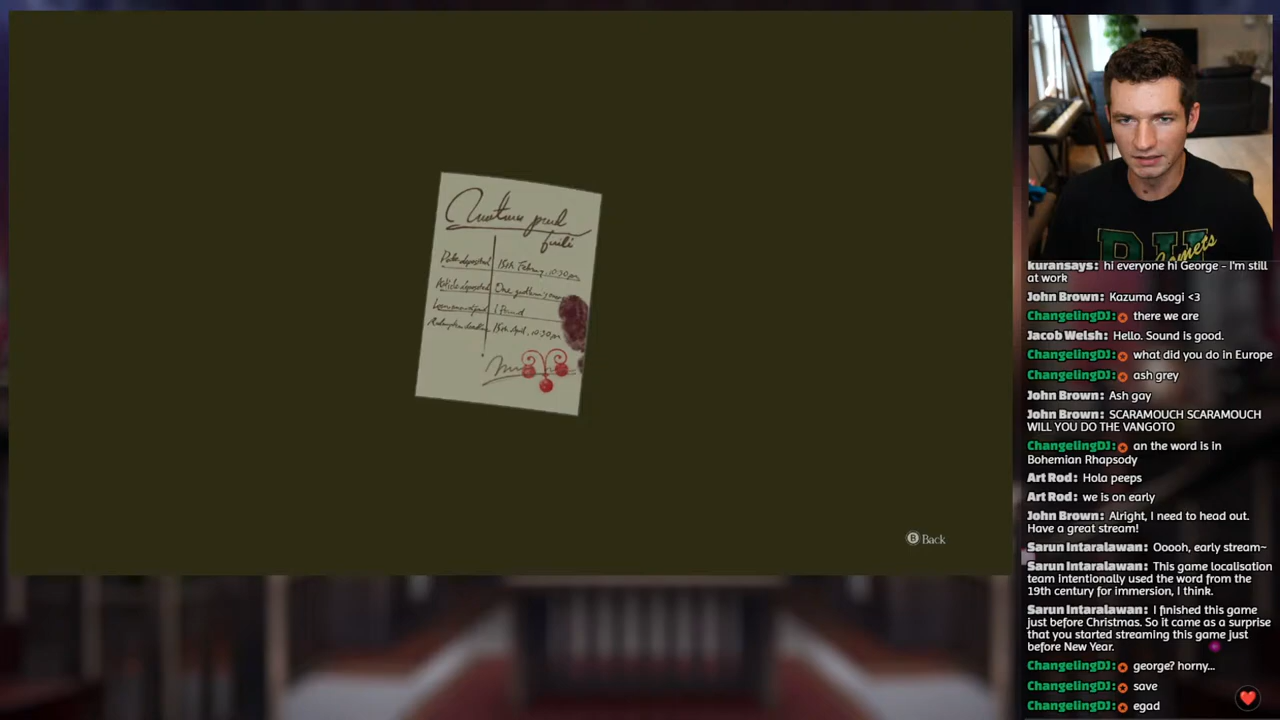 Date deposited 15th February, 10:30pm
Article deposited One gentleman's
1 Pound
deadline 15th April, 10:30pm
B Back
Comets
kuransays: hi everyone hi George - I'm still
at work
John Brown: Kazuma Asogi <3
ChangelingDJ: there we are
Jacob Welsh: Hello. Sound is good.
ChangelingDJ: what did you do in Europe
ChangelingDJ: ash grey
John Brown: Ash gay
John Brown: SCARAMOUCH SCARAMOUCH
WILL YOU DO THE VANGOTO
ChangelingDJ: an the word is in
Bohemian Rhapsody
Art Rod: Hola peeps
Art Rod: we is on early
John Brown: Alright, I need to head out.
Have a great stream!
Sarun Intaralawan: Ooooh, early stream~
Sarun Intaralawan: This game localisation
team intentionally used the word from the
19th century for immersion, I think.
Sarun Intaralawan: I finished this game
just before Christmas. So it came as a surprise
that you started streaming this game just
before New Year.
ChangelingDJ: george? horny...
ChangelingDJ: save
ChangelingDJ: egad